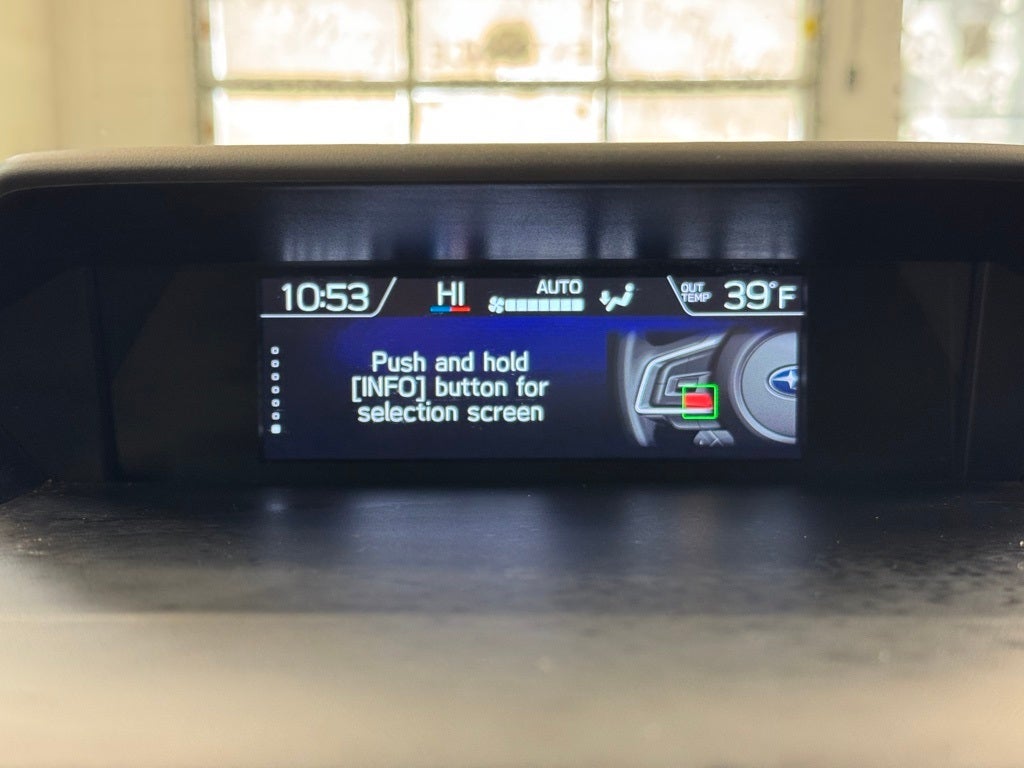 10:53
HI
AUTO
OUT
TEMP
39°F
Push and hold
[INFO] button for
selection screen